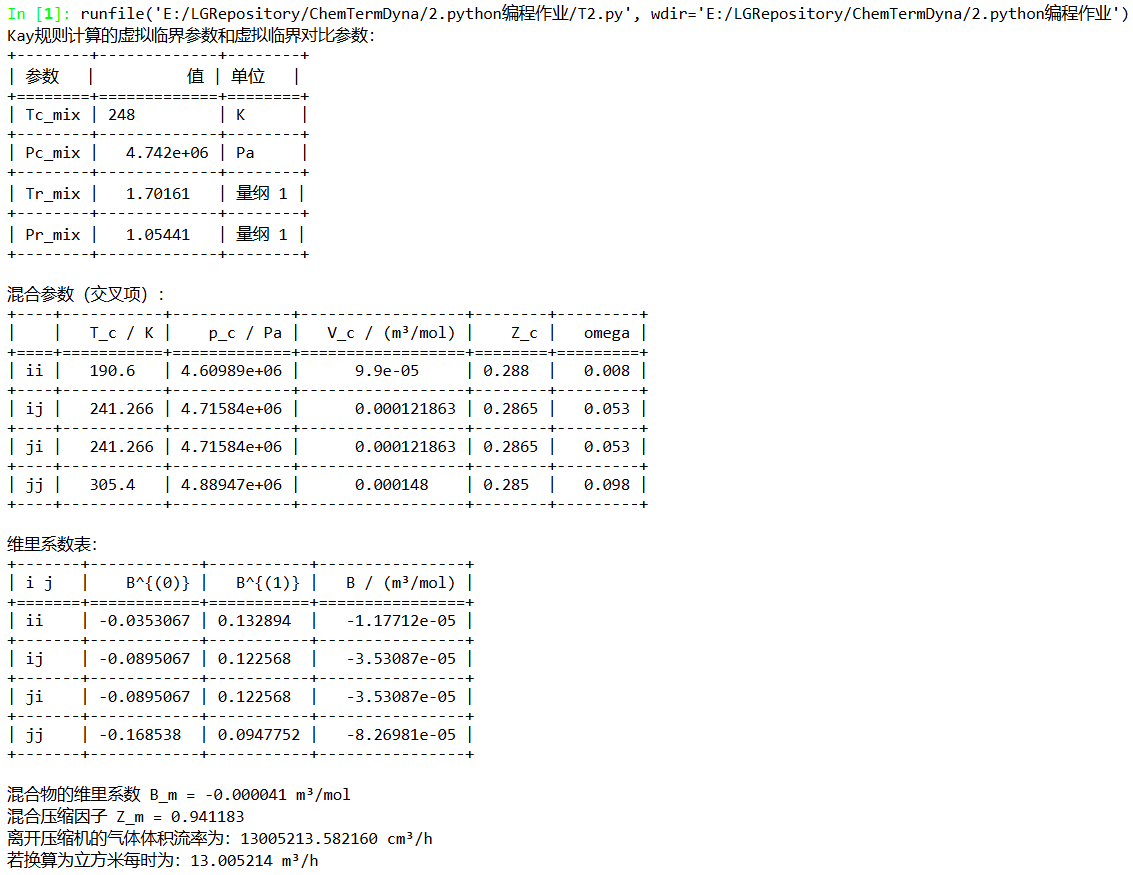 In [1]: runfile('E:/LGRepository/ChemTermDyna/2.python编程作业/T2.py', wdir='E:/LGRepository/ChemTermDyna/2.python编程作业')
Kay规则计算的虚拟临界参数和虚拟临界对比参数:
+--------+-------------+--------+
| 参数   |          值 | 单位   |
+========+=============+========+
| Tc_mix | 248         | K      |
+--------+-------------+--------+
| Pc_mix |   4.742e+06 | Pa     |
+--------+-------------+--------+
| Tr_mix |   1.70161   | 量纲 1 |
+--------+-------------+--------+
| Pr_mix |   1.05441   | 量纲 1 |
+--------+-------------+--------+
混合参数（交叉项）:
+----+-----------+-------------+------------------+--------+---------+
|    |   T_c / K |    p_c / Pa |   V_c / (m³/mol) |    Z_c |   omega |
+====+===========+=============+==================+========+=========+
| ii |   190.6   | 4.60989e+06 |      9.9e-05     | 0.288  |   0.008 |
+----+-----------+-------------+------------------+--------+---------+
| ij |   241.266 | 4.71584e+06 |      0.000121863 | 0.2865 |   0.053 |
+----+-----------+-------------+------------------+--------+---------+
| ji |   241.266 | 4.71584e+06 |      0.000121863 | 0.2865 |   0.053 |
+----+-----------+-------------+------------------+--------+---------+
| jj |   305.4   | 4.88947e+06 |      0.000148    | 0.285  |   0.098 |
+----+-----------+-------------+------------------+--------+---------+
维里系数表:
+-------+------------+-----------+----------------+
| i j   |    B^{(0)} |   B^{(1)} |   B / (m³/mol) |
+=======+============+===========+================+
| ii    | -0.0353067 | 0.132894  |   -1.17712e-05 |
+-------+------------+-----------+----------------+
| ij    | -0.0895067 | 0.122568  |   -3.53087e-05 |
+-------+------------+-----------+----------------+
| ji    | -0.0895067 | 0.122568  |   -3.53087e-05 |
+-------+------------+-----------+----------------+
| jj    | -0.168538  | 0.0947752 |   -8.26981e-05 |
+-------+------------+-----------+----------------+
混合物的维里系数 B_m = -0.000041 m³/mol
混合压缩因子 Z_m = 0.941183
离开压缩机的气体体积流率为: 13005213.582160 cm³/h
若换算为立方米每时为: 13.005214 m³/h